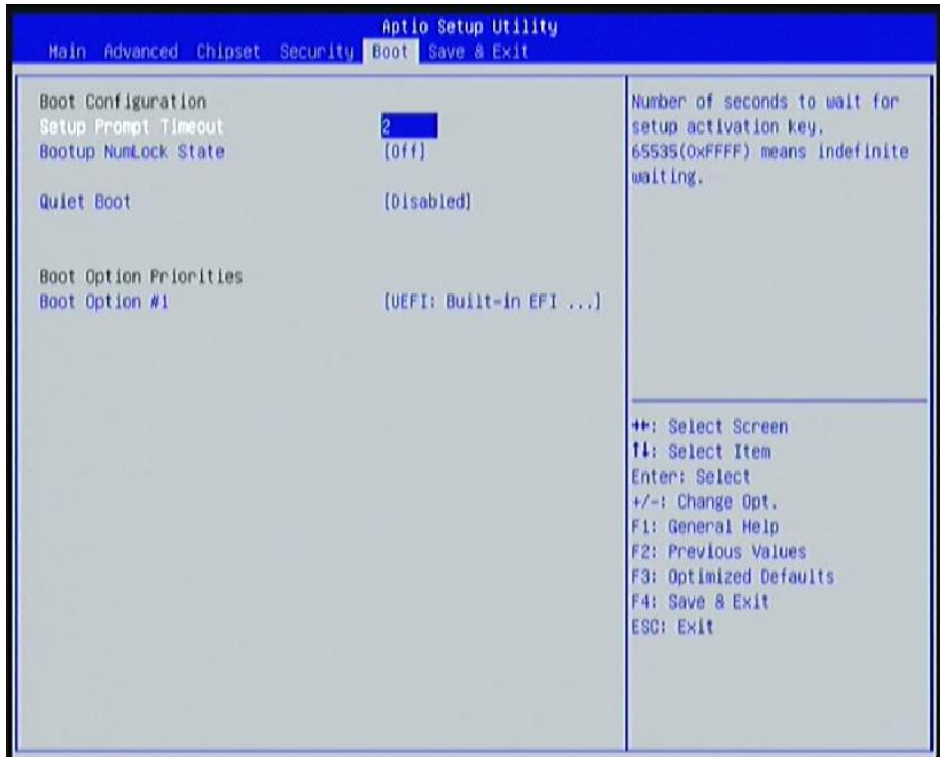 Aptio Setup Utility
Main Advanced Chipset Security Boot Save & Exit
Boot Configuration
Setup Prompt Timeout 2
Bootup NumLock State [Off]
Quiet Boot [Disabled]
Boot Option Priorities
Boot Option #1 [UEFI: Built-in EFI ...]
Number of seconds to wait for
setup activation key.
65535(0xFFFF) means indefinite
waiting.
→←: Select Screen
↑↓: Select Item
Enter: Select
+/-: Change Opt.
F1: General Help
F2: Previous Values
F3: Optimized Defaults
F4: Save & Exit
ESC: Exit